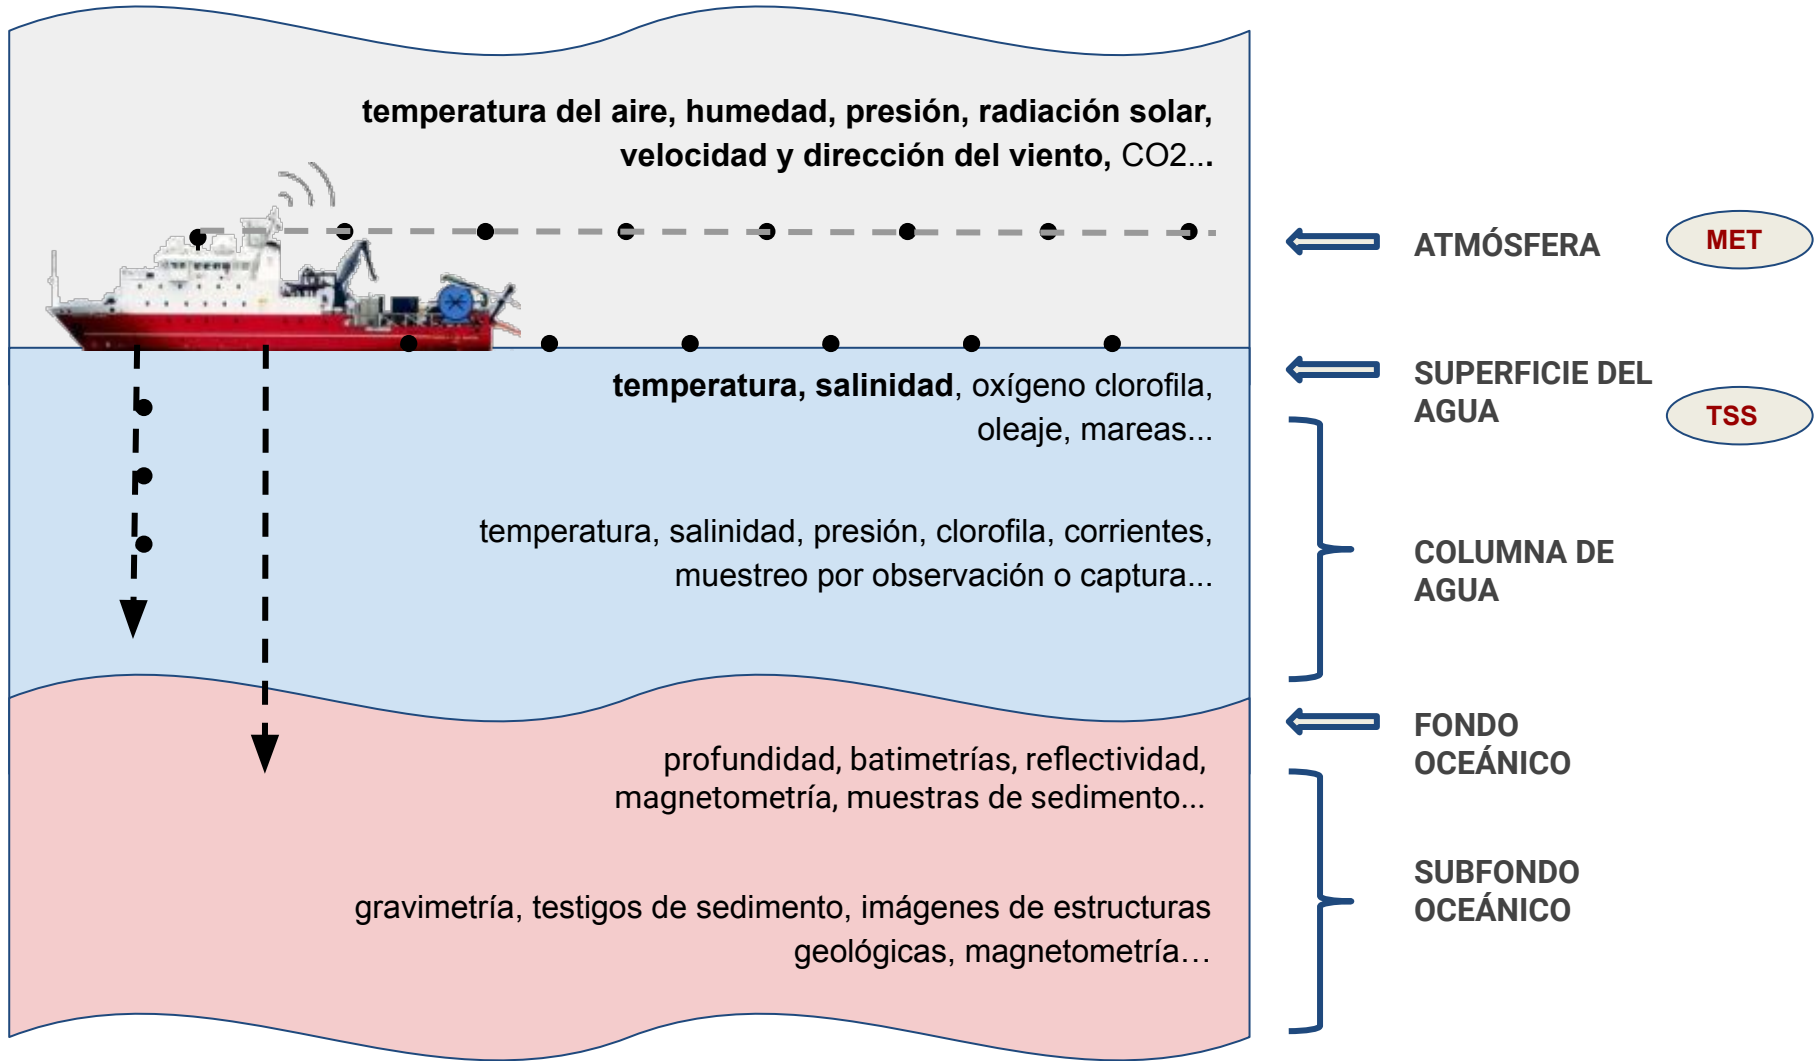 temperatura del aire, humedad, presión, radiación solar,
velocidad y dirección del viento, CO2...
ATMÓSFERA
MET
temperatura, salinidad, oxígeno clorofila,
oleaje, mareas...
SUPERFICIE DEL
AGUA
TSS
temperatura, salinidad, presión, clorofila, corrientes,
muestreo por observación o captura...
COLUMNA DE
AGUA
profundidad, batimetrías, reflectividad,
magnetometría, muestras de sedimento...
FONDO
OCEÁNICO
gravimetría, testigos de sedimento, imágenes de estructuras
geológicas, magnetometría…
SUBFONDO
OCEÁNICO